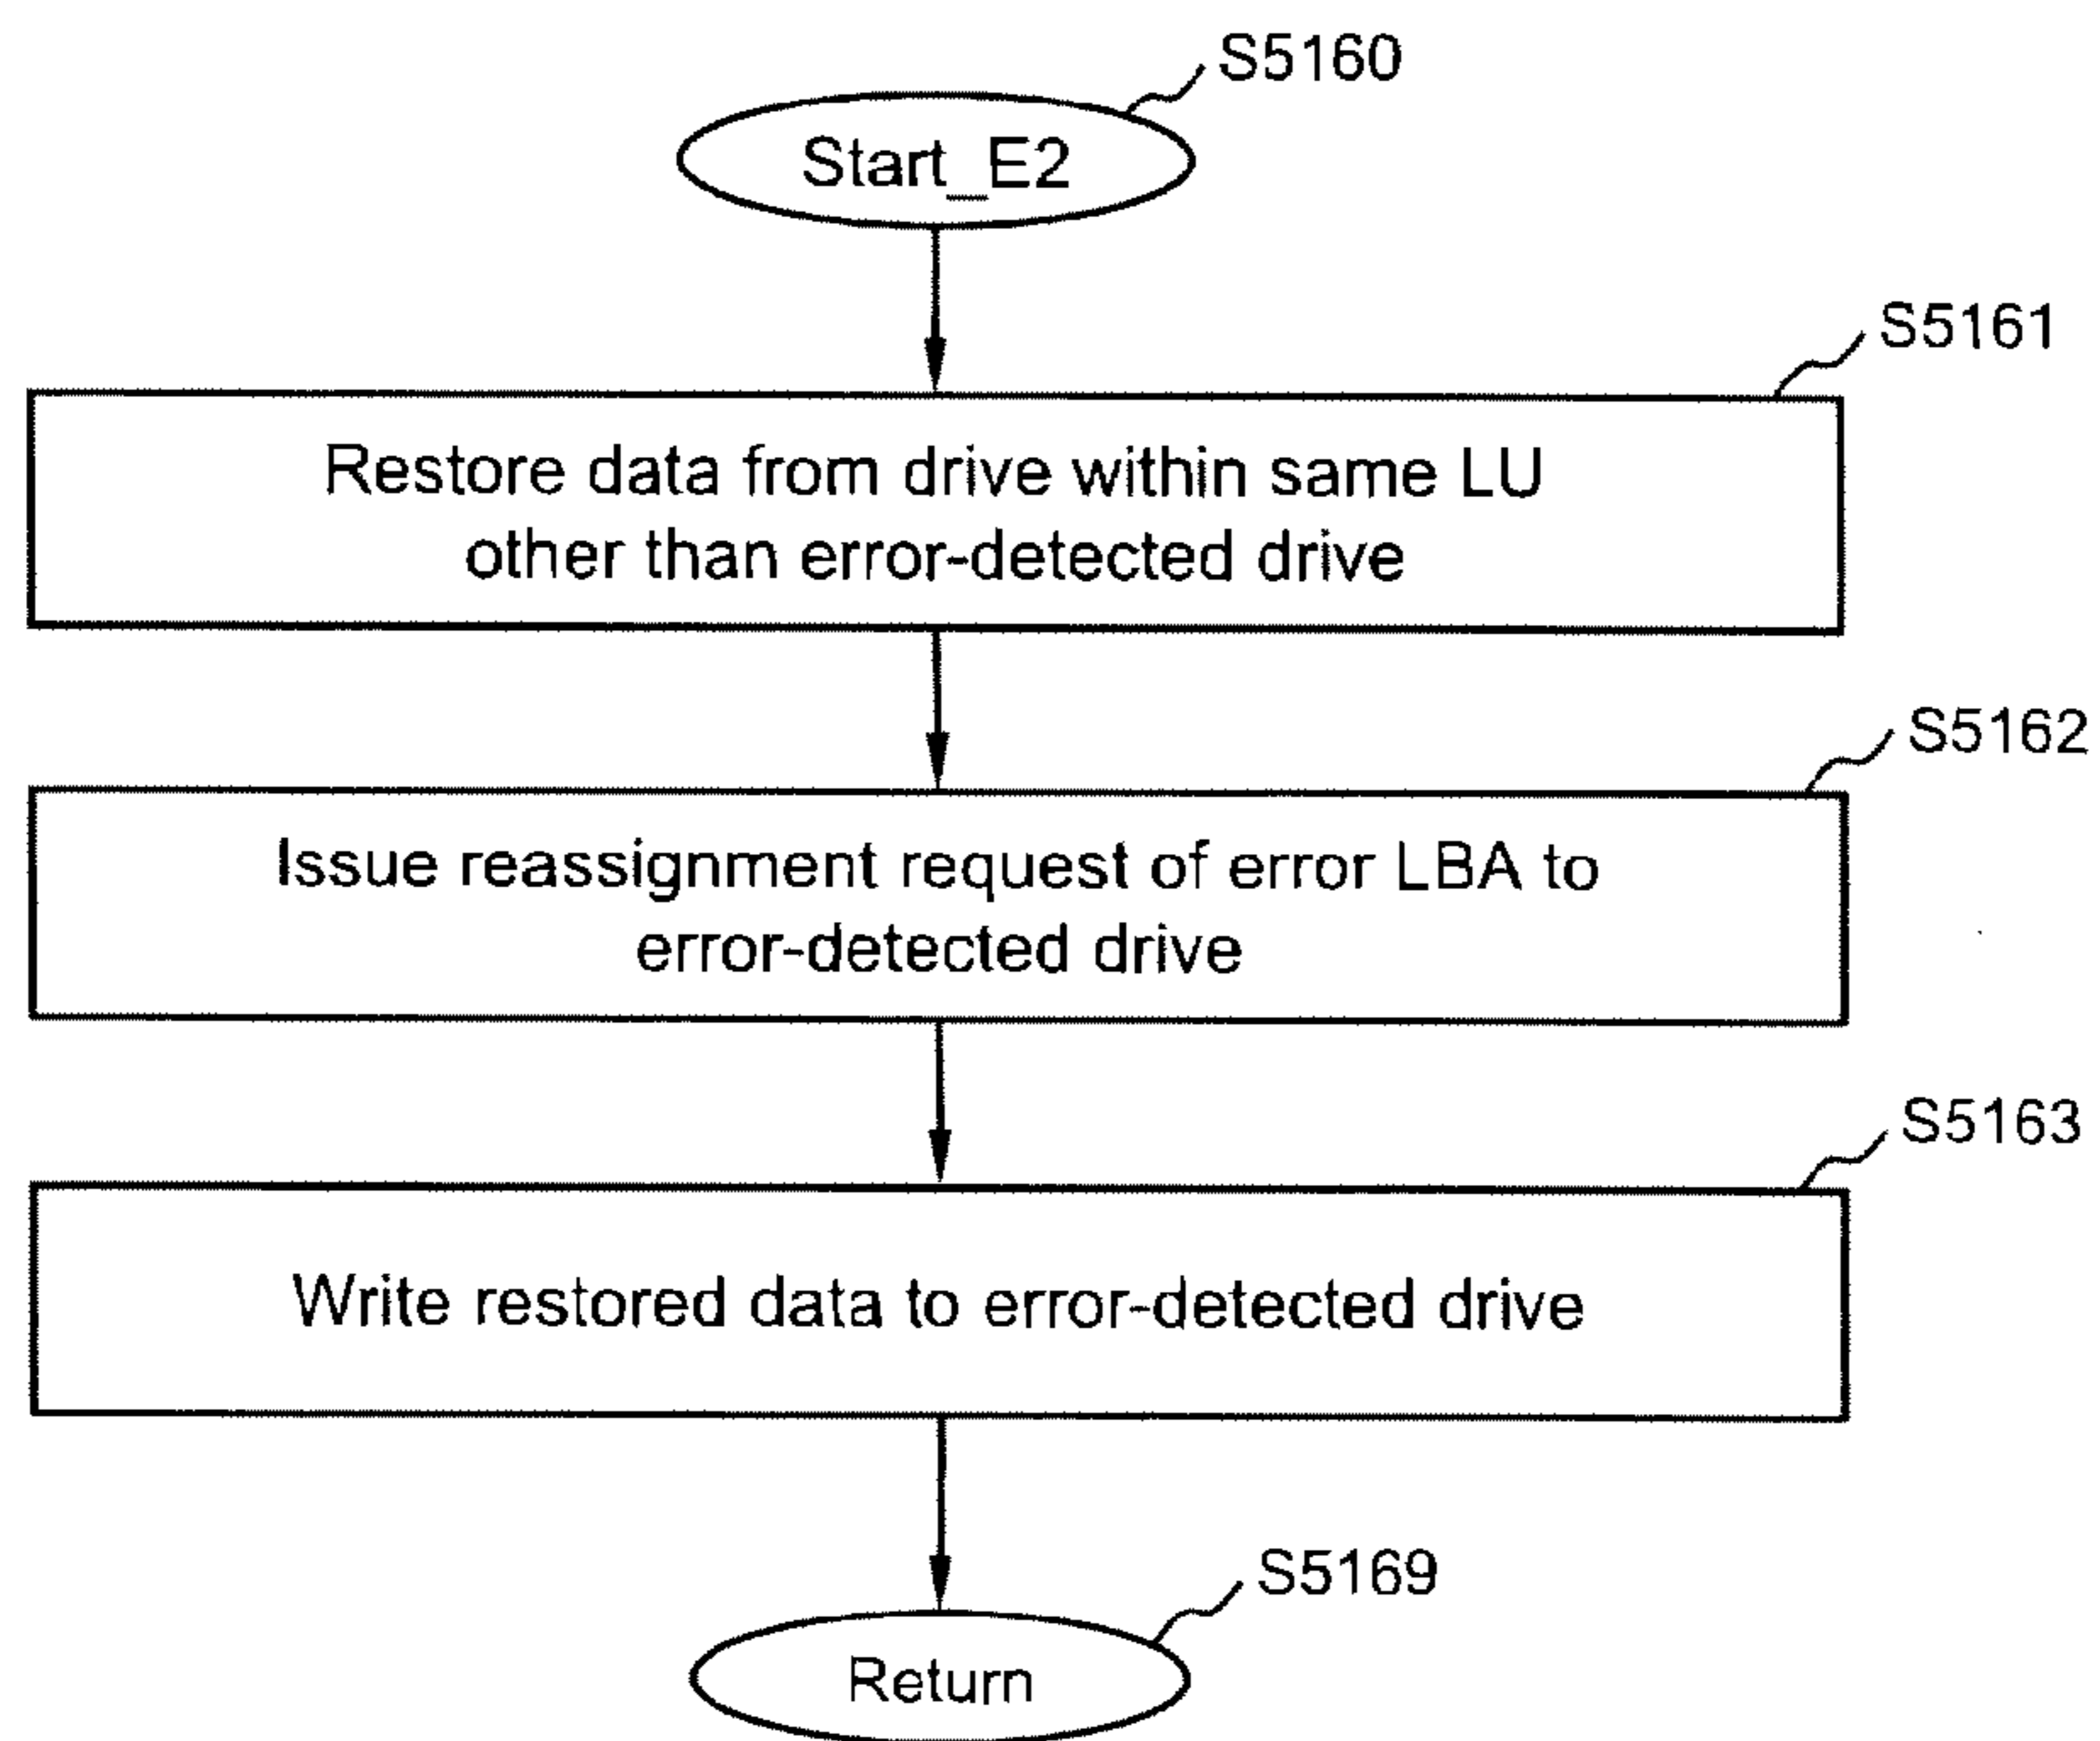 S5160
Start_E2
S5161
Restore data from drive within same LU
other than error-detected drive
S5162
Issue reassignment request of error LBA to
error-detected drive
S5163
Write restored data to error-detected drive
S5169
Return